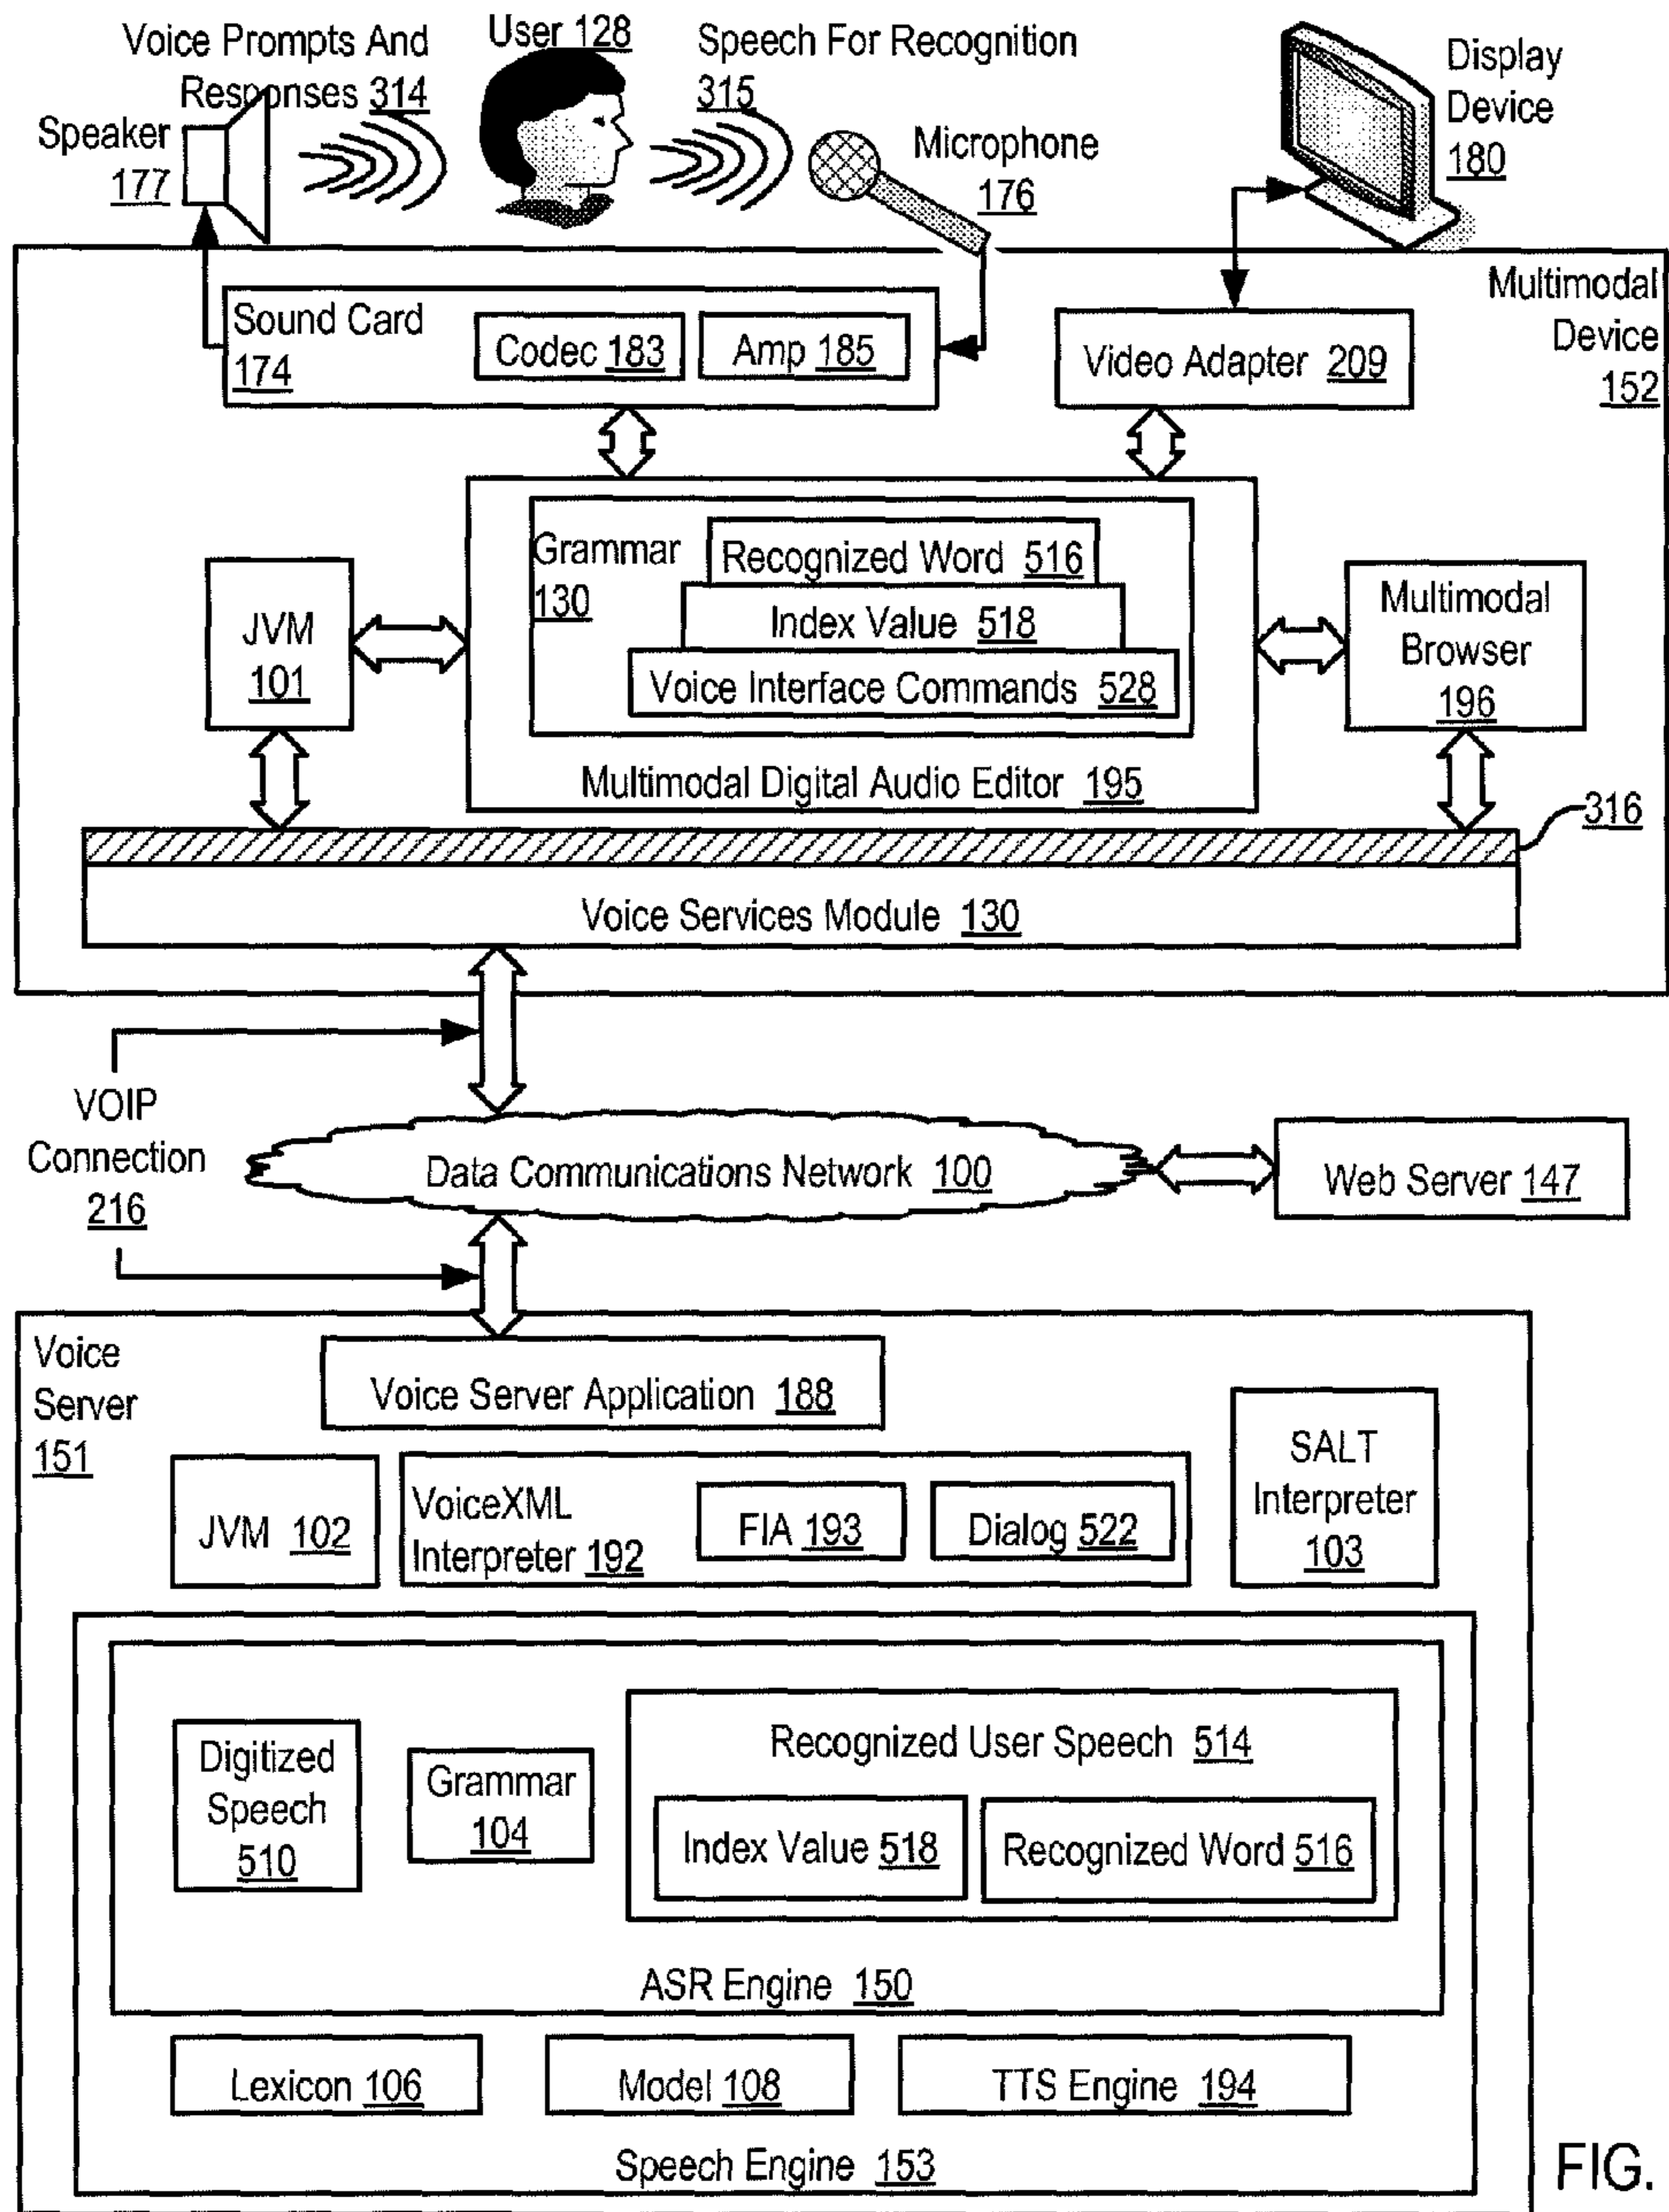 Voice Prompts And
Responses 314
User 128
Speech For Recognition
315
Display
Device
180
Speaker
177
Microphone
176
Multimodal
Device
152
Sound Card
174
Codec 183
Amp 185
Video Adapter 209
Grammar
130
Recognized Word 516
Index Value 518
Voice Interface Commands 528
JVM
101
Multimodal
Browser
196
Multimodal Digital Audio Editor 195
316
Voice Services Module 130
VOIP
Connection
216
Data Communications Network 100
Web Server 147
Voice
Server
151
Voice Server Application 188
JVM 102
VoiceXML
Interpreter 192
FIA 193
Dialog 522
SALT
Interpreter
103
Digitized
Speech
510
Grammar
104
Recognized User Speech 514
Index Value 518
Recognized Word 516
ASR Engine 150
Lexicon 106
Model 108
TTS Engine 194
Speech Engine 153
FIG.